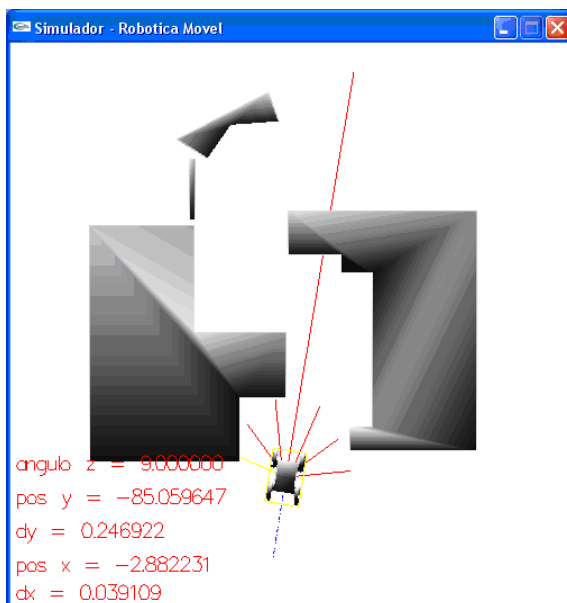 Simulador - Robotica Movel
angulo z = 9.000000
pos y = -85.059647
dy = 0.246922
pos x = -2.882231
dx = 0.039109